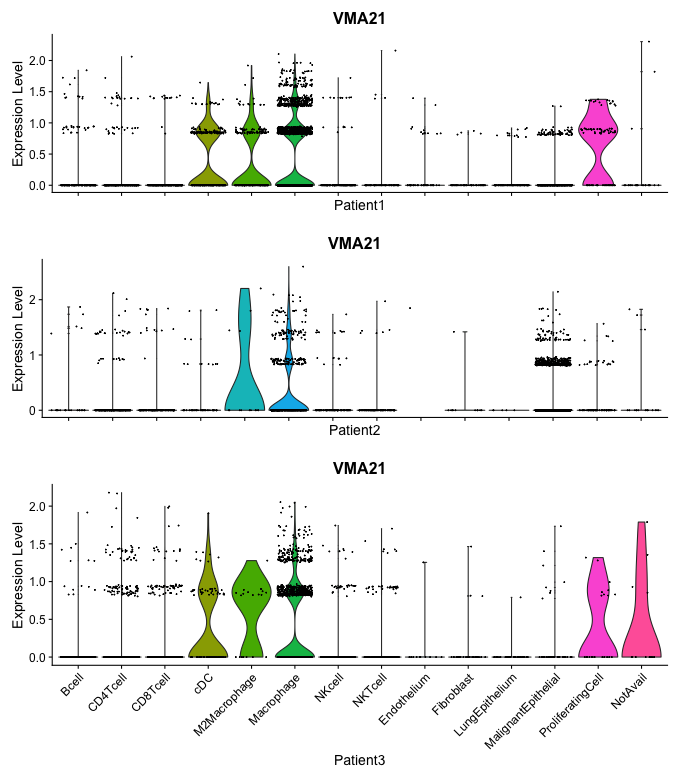 VMA21
Expression Level
2.0
1.5
1.0
0.5
0.0
Patient1
VMA21
Expression Level
2
1
0
Patient2
VMA21
Expression Level
2.0
1.5
1.0
0.5
0.0
Bcell
CD4Tcell
CD8Tcell
cDC
M2Macrophage
Macrophage
NKcell
NKTcell
Endothelium
Fibroblast
LungEpithelium
MalignantEpithelial
ProliferatingCell
NotAvail
Patient3